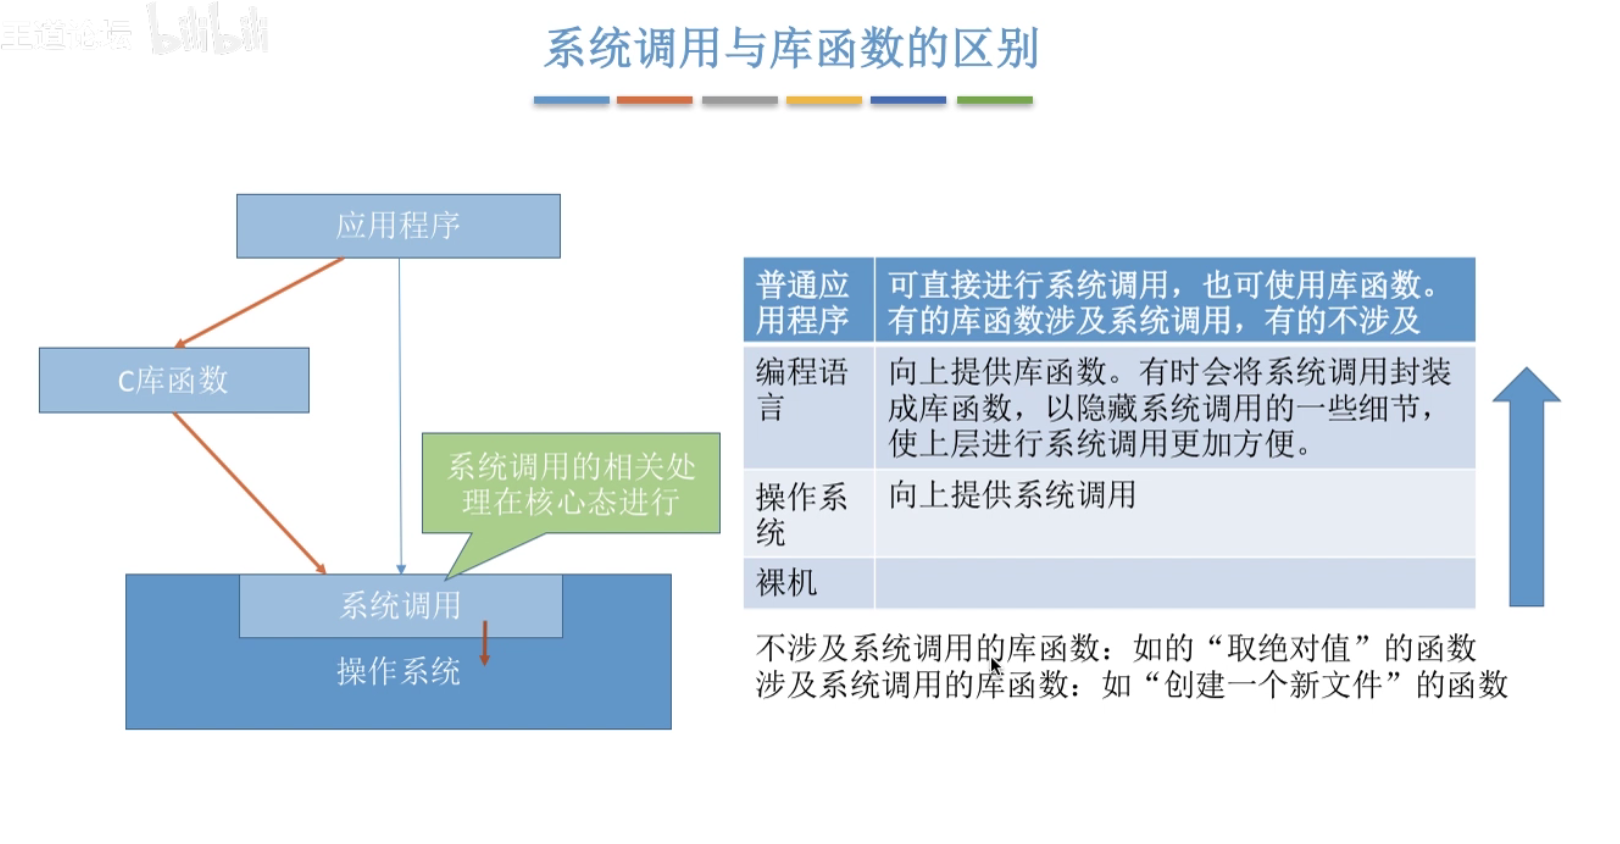 王道论坛 bilibili
系统调用与库函数的区别
应用程序
C库函数
系统调用的相关处
理在核心态进行
系统调用
操作系统
普通应
用程序
可直接进行系统调用，也可使用库函数。
有的库函数涉及系统调用，有的不涉及
编程语
言
向上提供库函数。有时会将系统调用封装
成库函数，以隐藏系统调用的一些细节，
使上层进行系统调用更加方便。
操作系
统
向上提供系统调用
裸机
不涉及系统调用的库函数：如的“取绝对值”的函数
涉及系统调用的库函数：如“创建一个新文件”的函数